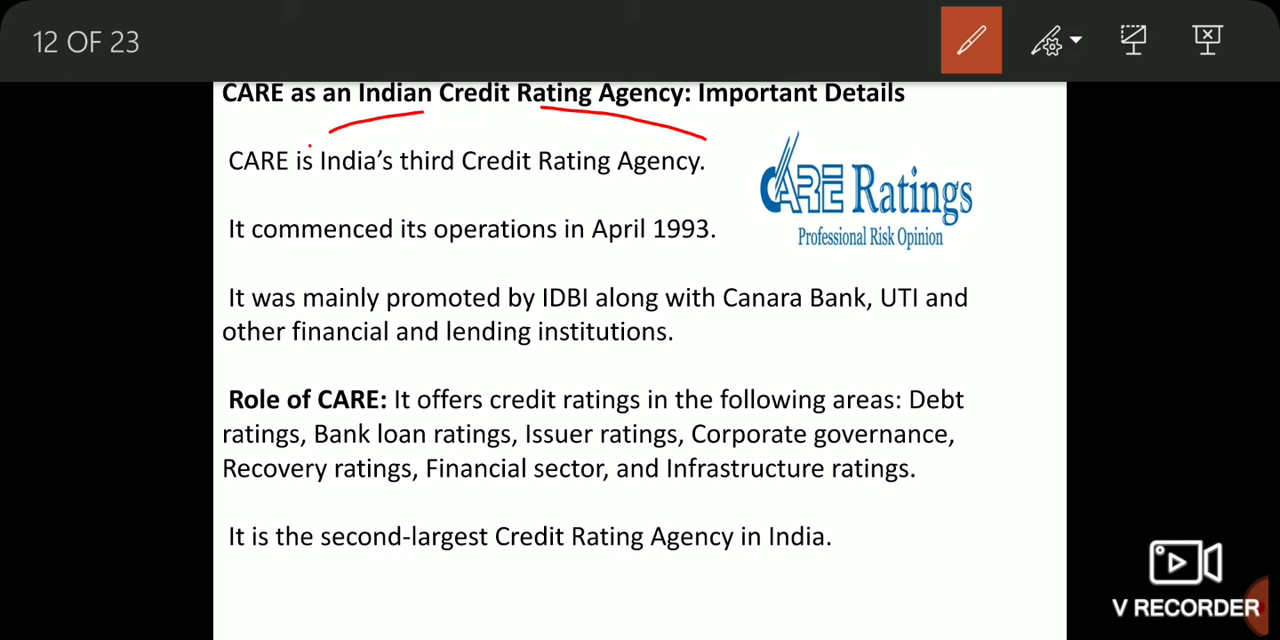 12 OF 23
CARE as an Indian Credit Rating Agency: Important Details
CARE is India’s third Credit Rating Agency.
CARE Ratings
Professional Risk Opinion
It commenced its operations in April 1993.
It was mainly promoted by IDBI along with Canara Bank, UTI and
other financial and lending institutions.
Role of CARE: It offers credit ratings in the following areas: Debt
ratings, Bank loan ratings, Issuer ratings, Corporate governance,
Recovery ratings, Financial sector, and Infrastructure ratings.
It is the second-largest Credit Rating Agency in India.
V RECORDER